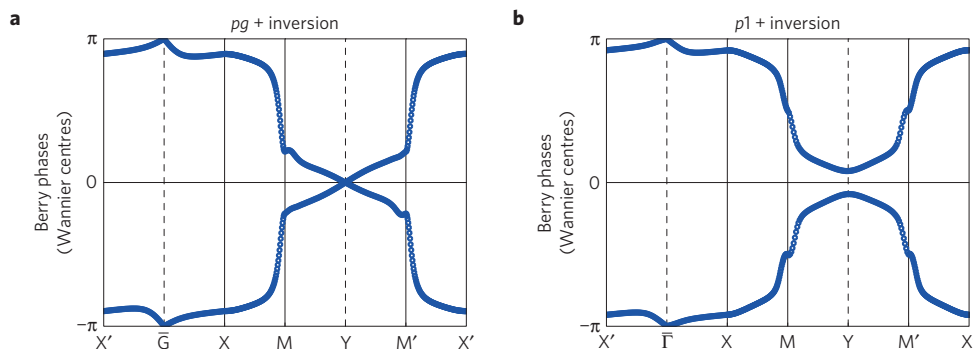 a
pg + inversion
π
0
−π
Berry phases
(Wannier centres)
X′ G̅ X M Y M′ X′
b
p1 + inversion
π
0
−π
Berry phases
(Wannier centres)
X′ Γ̅ X M Y M′ X